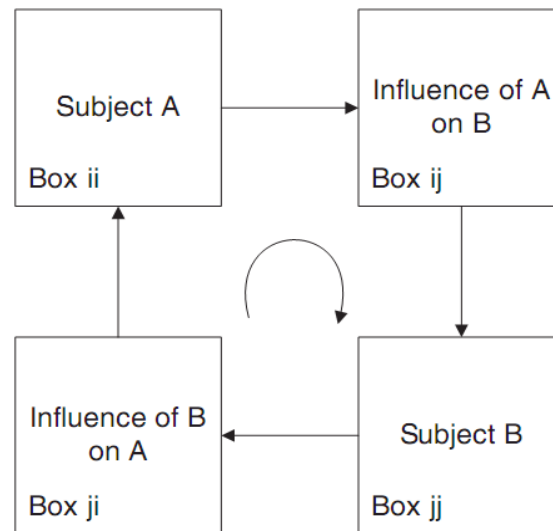 Subject A
Box ii
Influence of A
on B
Box ij
Influence of B
on A
Box ji
Subject B
Box jj